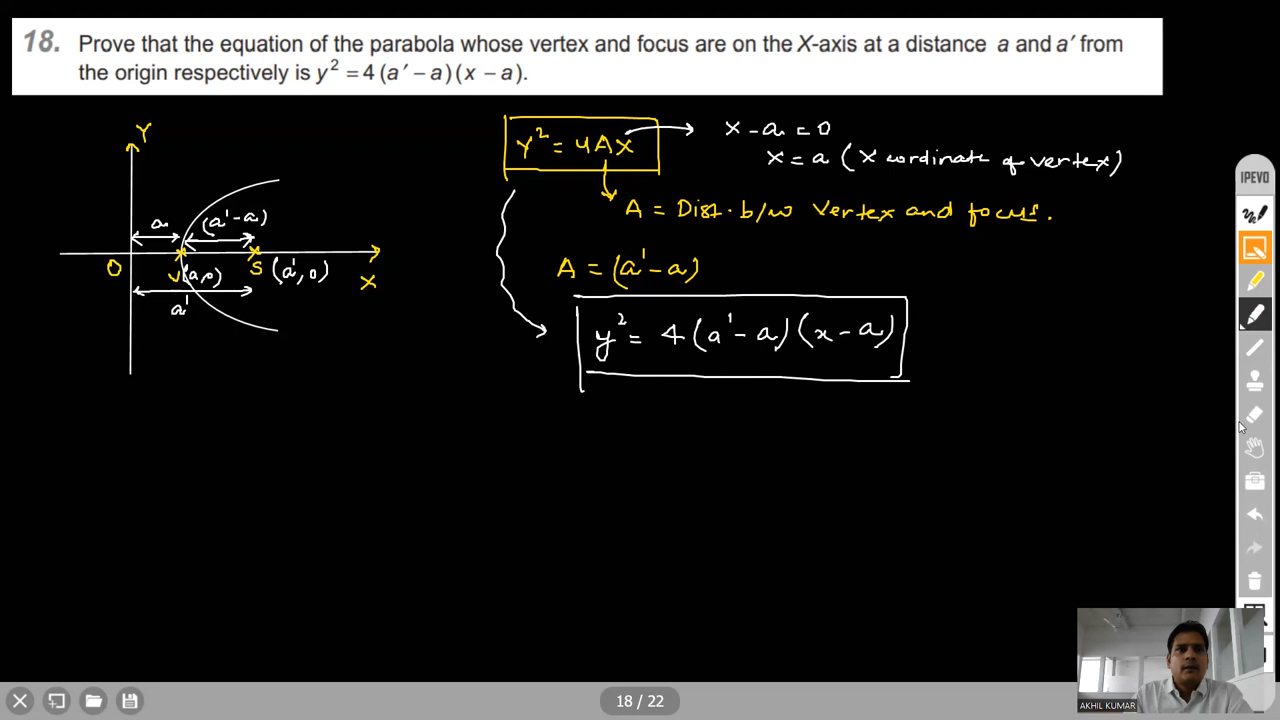 18. Prove that the equation of the parabola whose vertex and focus are on the X-axis at a distance a and a′ from
the origin respectively is y² = 4 (a′ − a) (x − a).
Y
Y² = 4AX
x - a = 0
x = a (X cordinate of vertex)
A = Dist. b/w Vertex and focus.
a
(a' - a)
O
V (a,0)
S (a', 0)
X
a'
A = (a' - a)
y² = 4 (a' - a) (x - a)
IPEVO
18 / 22
AKHIL KUMAR